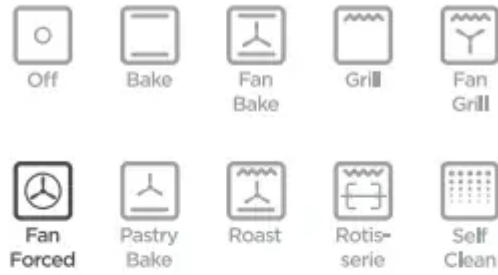 Off
Bake
Fan
Bake
Grill
Fan
Grill
Fan
Forced
Pastry
Bake
Roast
Rotis-
serie
Self
Clean